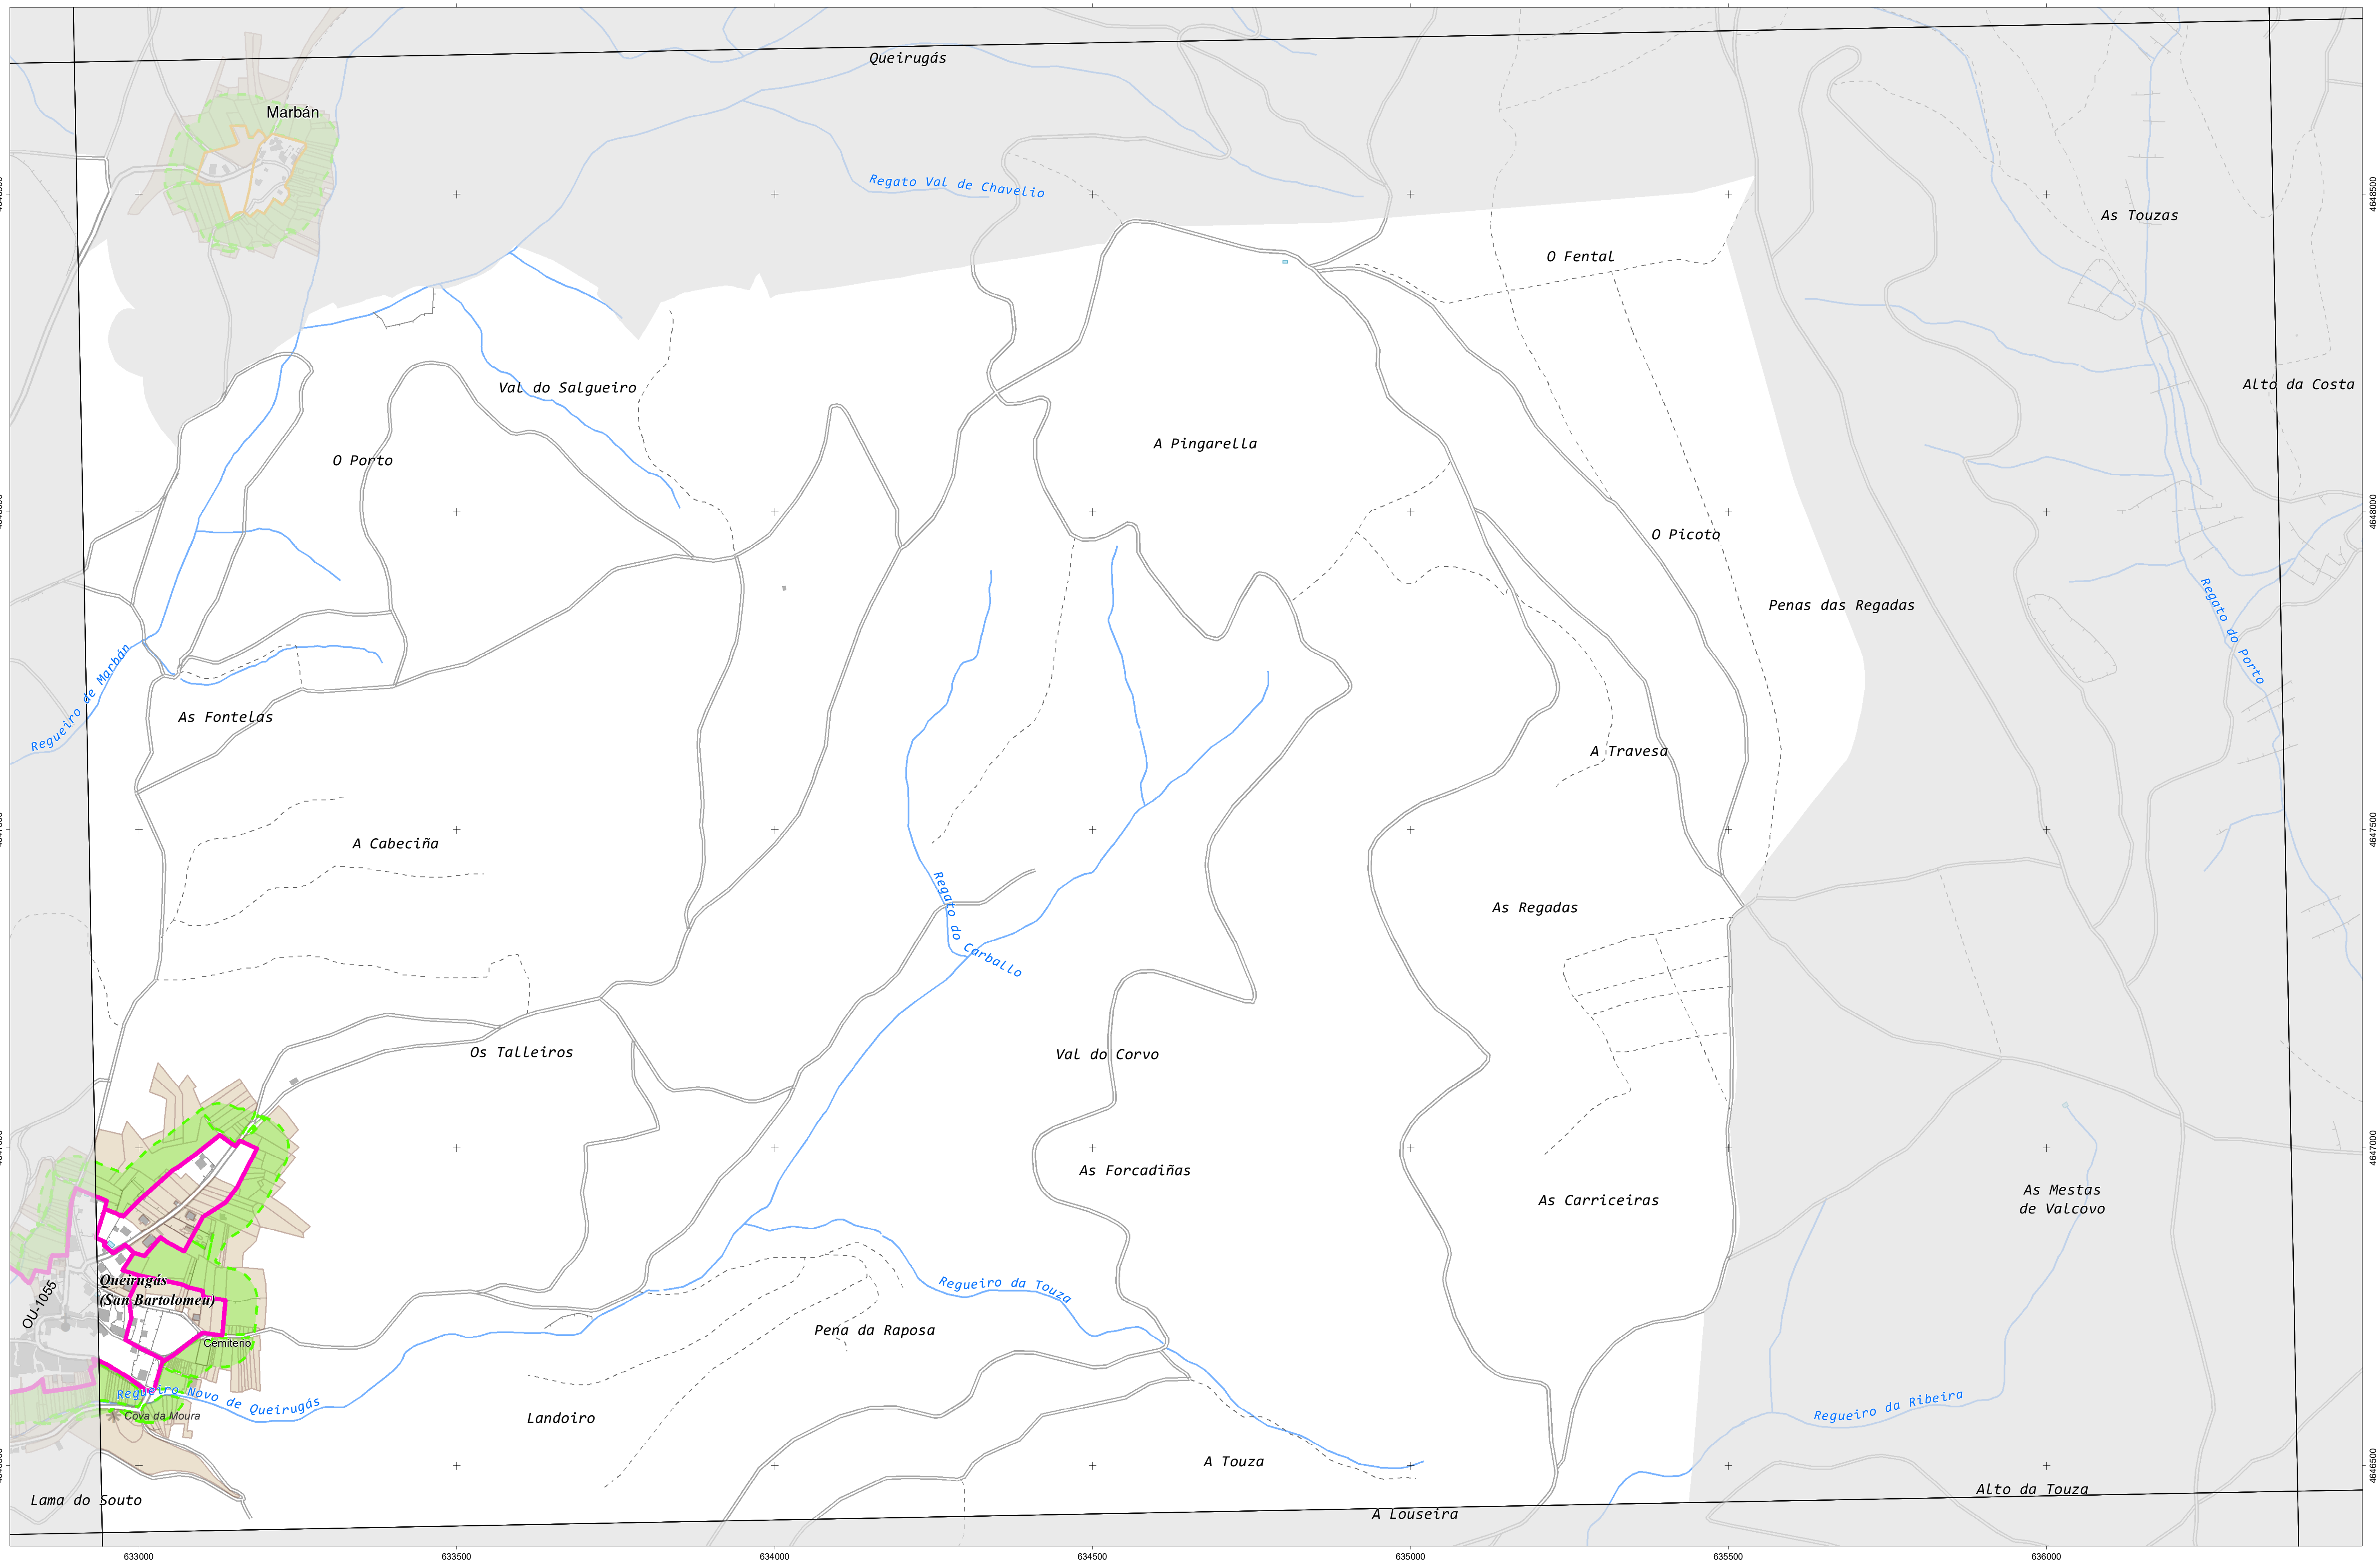 Queirugás
Marbán
Regato Val de Chavelio
As Touzas
4648500
O Fental
Val do Salgueiro
Alto da Costa
A Pingarella
O Porto
4648000
O Picoto
Penas das Regadas
Regato do Porto
Regueiro de Marbán
As Fontelas
A Travesa
4647500
A Cabeciña
Regato do Carballo
As Regadas
Os Talleiros
Val do Corvo
4647000
As Forcadiñas
As Carriceiras
As Mestas
de Valcovo
Queirugás
(San Bartolomeu)
OU-1055
Regueiro da Touza
Pena da Raposa
Cemiterio
Regueiro Novo de Queirugás
Cova da Moura
Landoiro
Regueiro da Ribeira
A Touza
4646500
Lama do Souto
Alto da Touza
A Louseira
633000
633500
634000
634500
635000
635500
636000